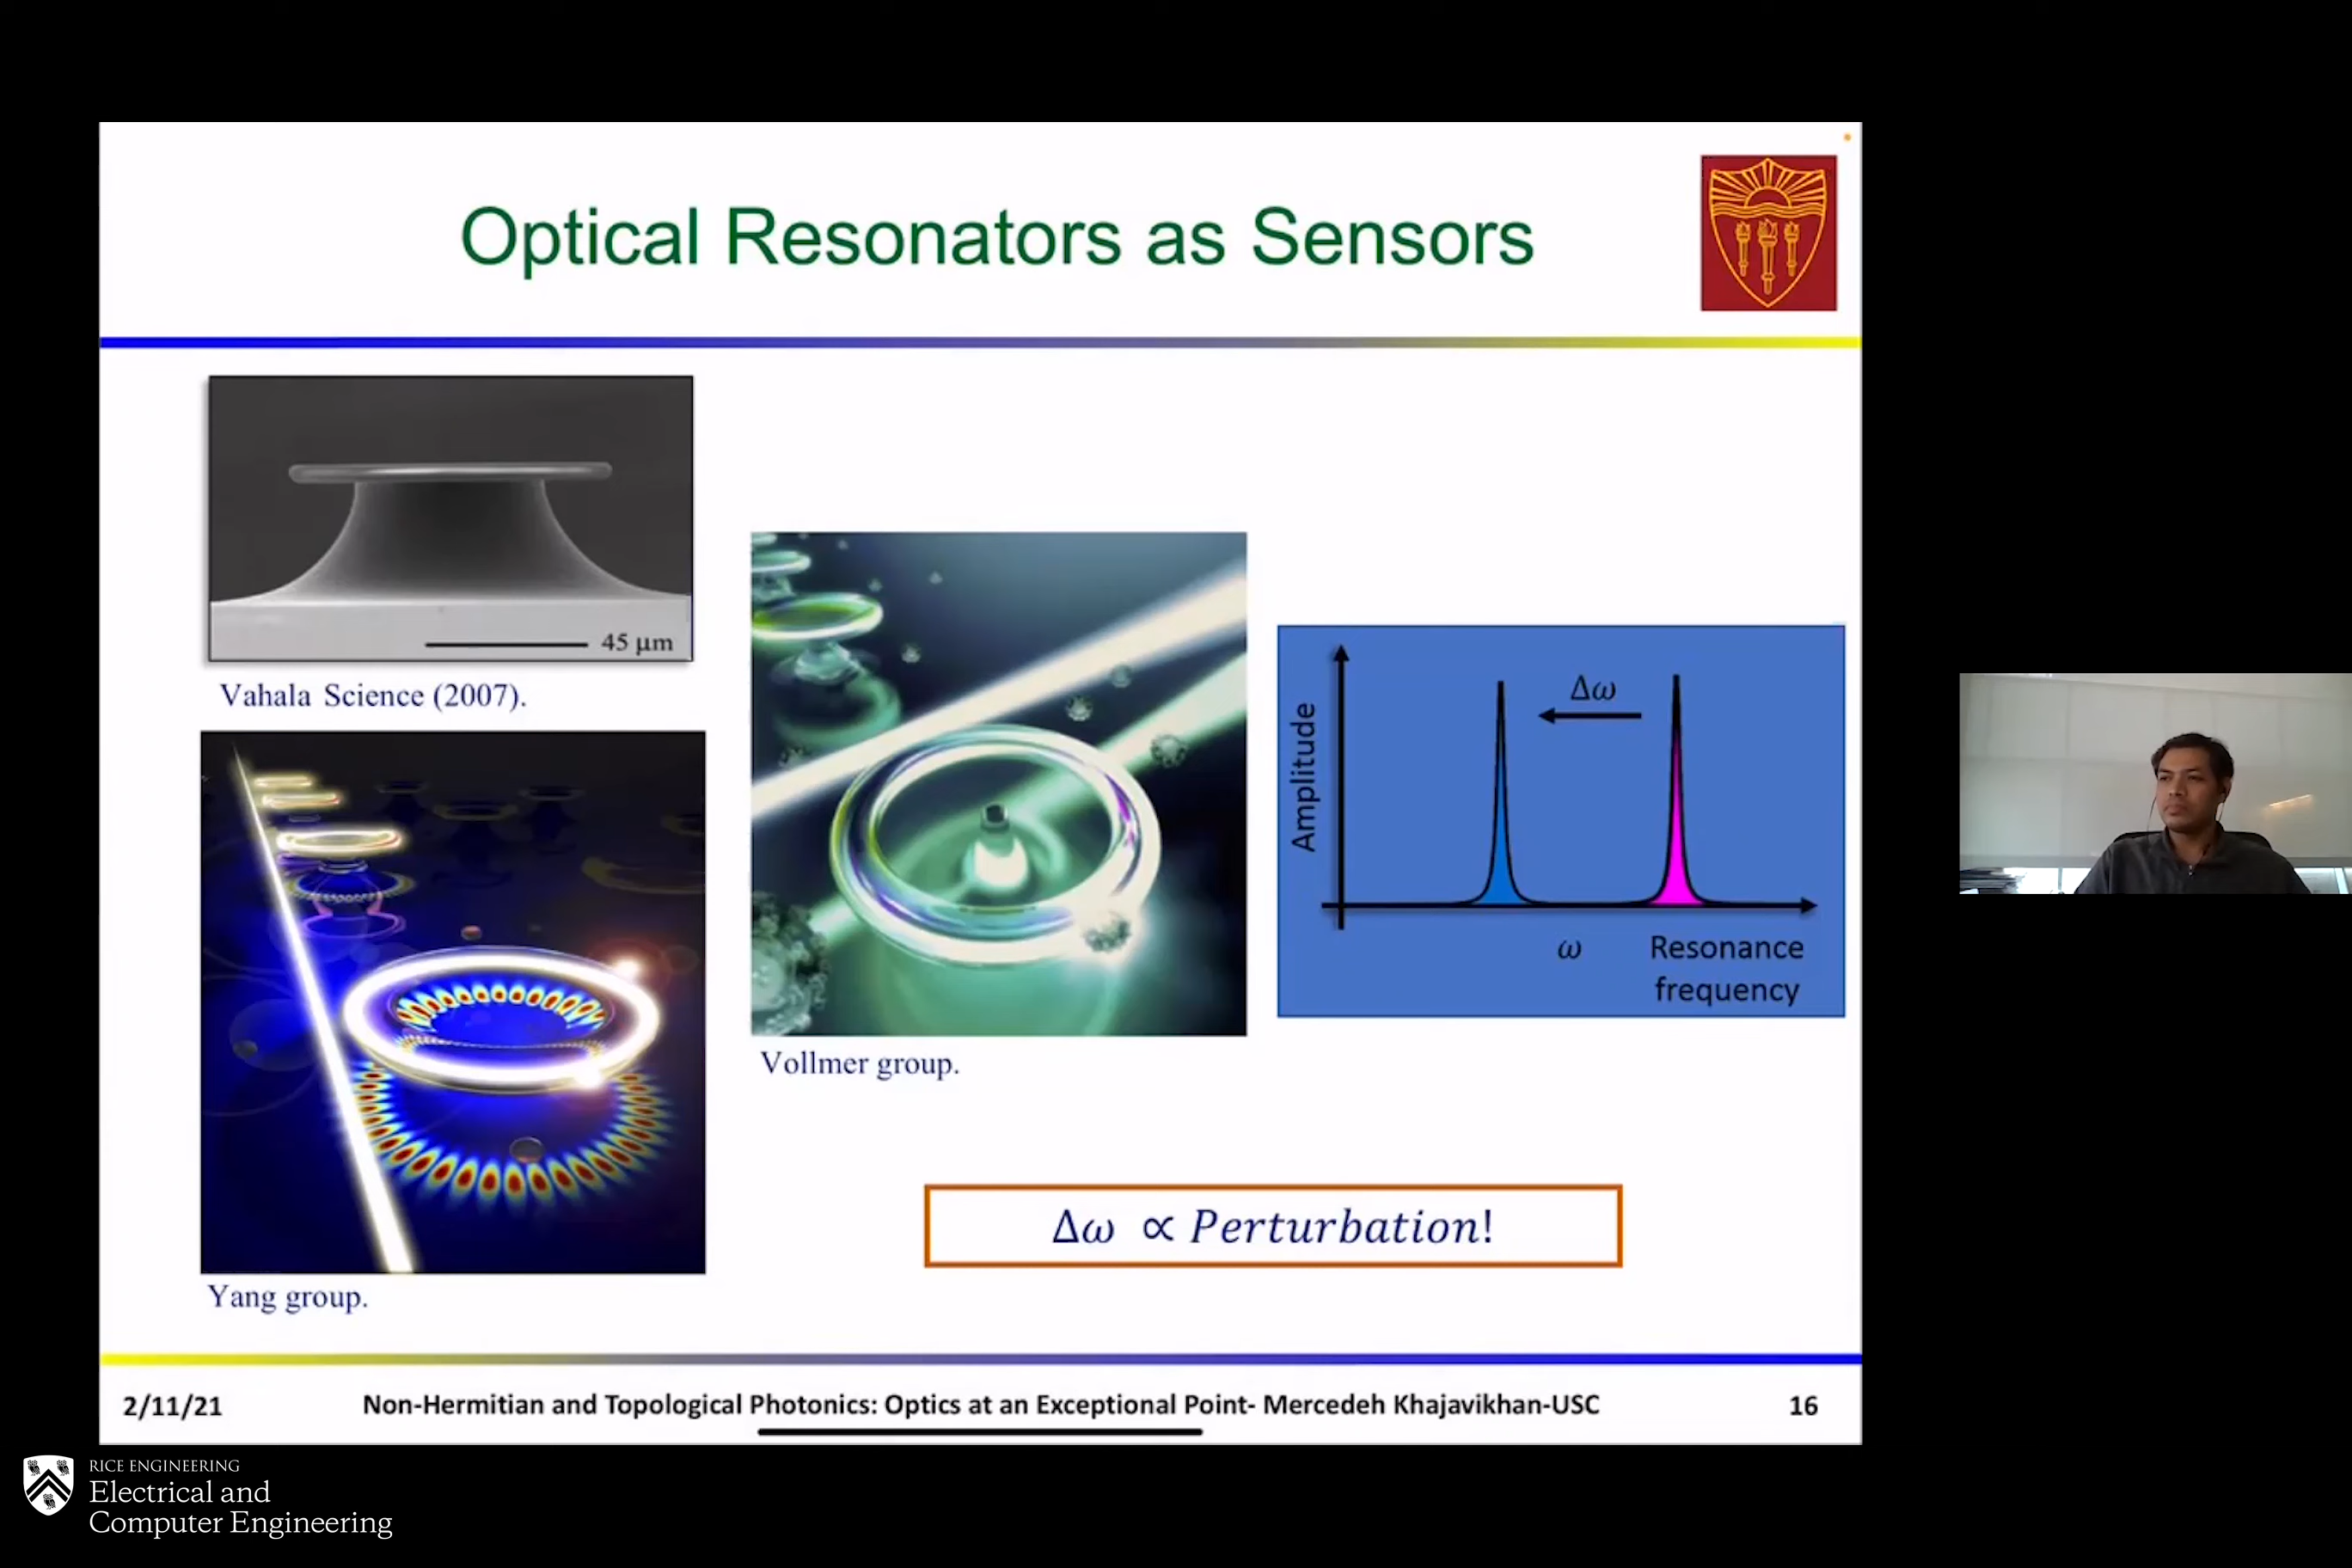 Optical Resonators as Sensors
45 μm
Vahala Science (2007).
Yang group.
Vollmer group.
Amplitude
Δω
ω
Resonance
frequency
Δω ∝ Perturbation!
2/11/21
Non-Hermitian and Topological Photonics: Optics at an Exceptional Point- Mercedeh Khajavikhan-USC
16
RICE ENGINEERING
Electrical and
Computer Engineering